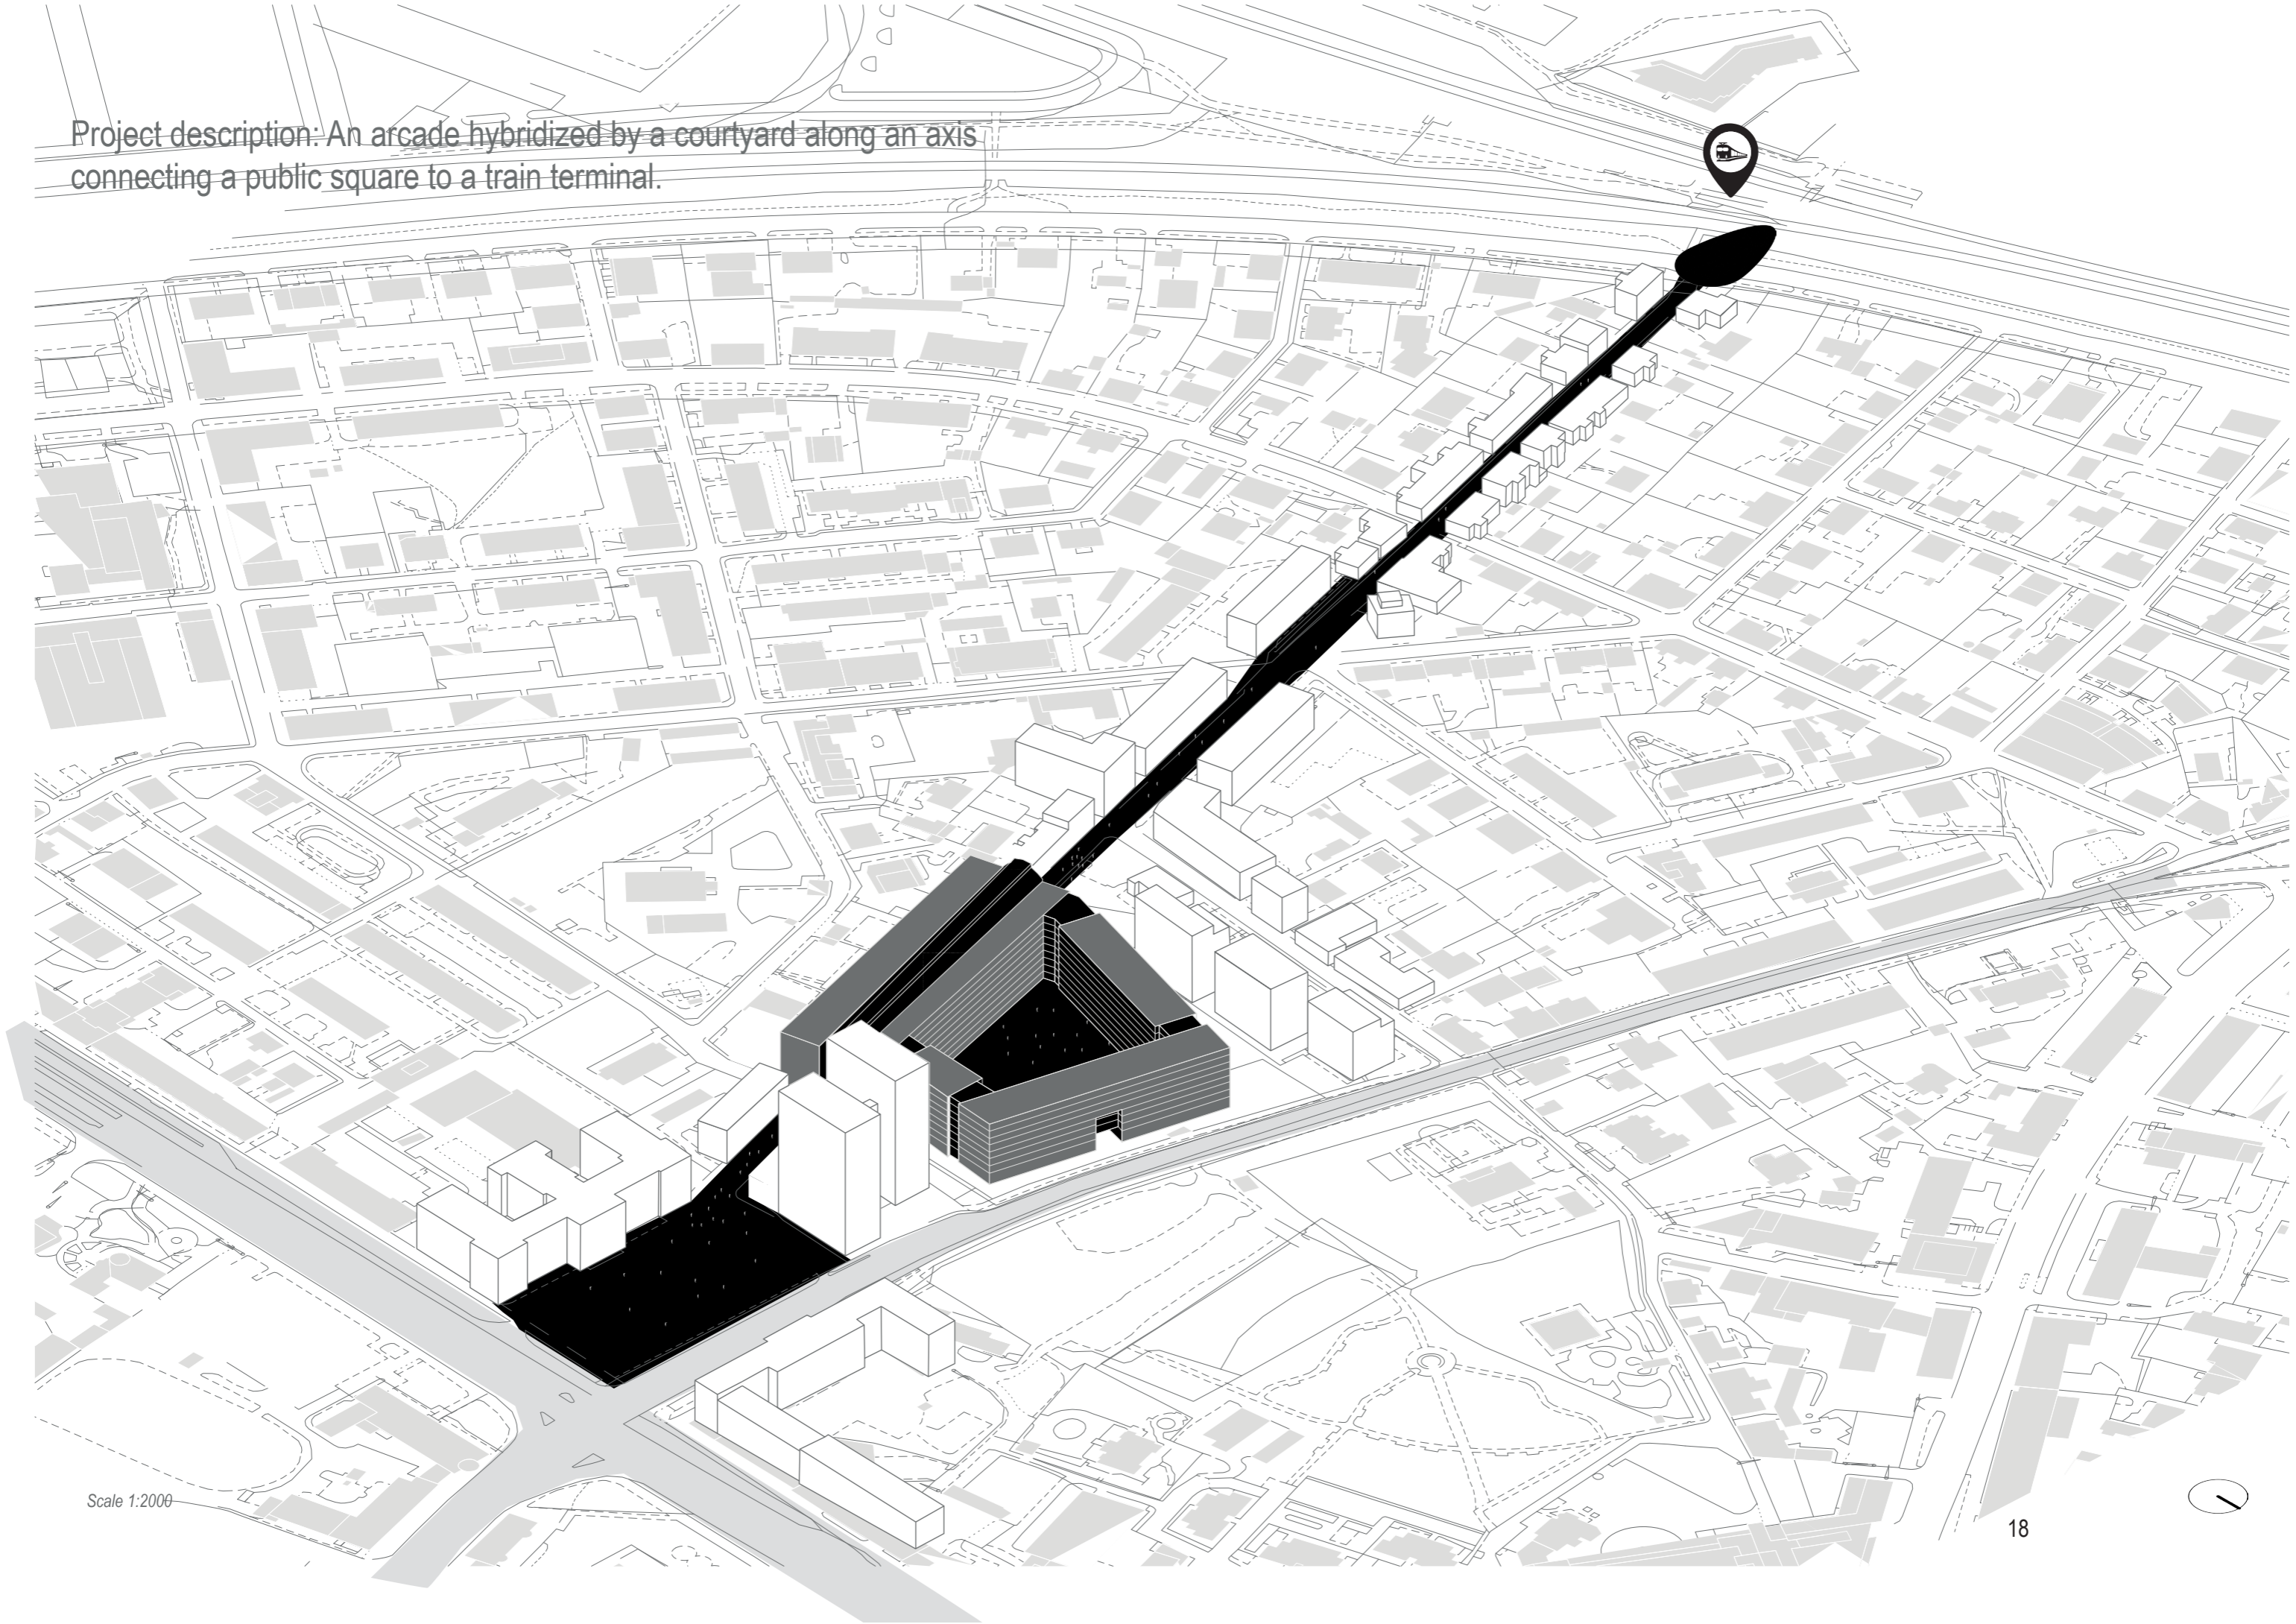 Project description: An arcade hybridized by a courtyard along an axis
connecting a public square to a train terminal.
Scale 1:2000
18